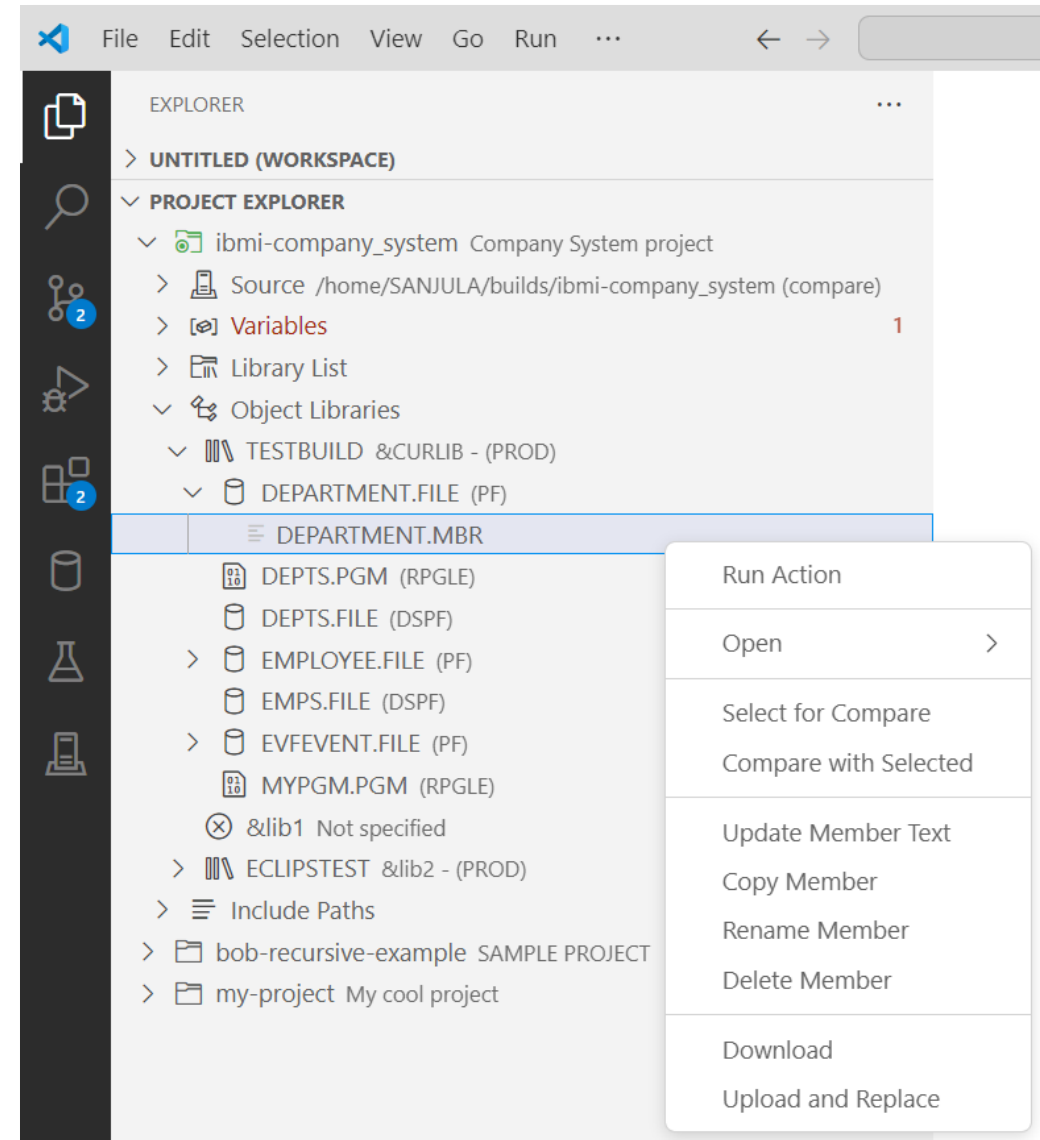 File Edit Selection View Go Run ...
EXPLORER
UNTITLED (WORKSPACE)
PROJECT EXPLORER
ibmi-company_system Company System project
Source /home/SANJULA/builds/ibmi-company_system (compare)
2
Variables 1
Library List
Object Libraries
TESTBUILD &CURLIB - (PROD)
2
DEPARTMENT.FILE (PF)
DEPARTMENT.MBR
DEPTS.PGM (RPGLE)
DEPTS.FILE (DSPF)
EMPLOYEE.FILE (PF)
EMPS.FILE (DSPF)
EVFEVENT.FILE (PF)
MYPGM.PGM (RPGLE)
&lib1 Not specified
ECLIPSTEST &lib2 - (PROD)
Include Paths
bob-recursive-example SAMPLE PROJECT
my-project My cool project
Run Action
Open
Select for Compare
Compare with Selected
Update Member Text
Copy Member
Rename Member
Delete Member
Download
Upload and Replace